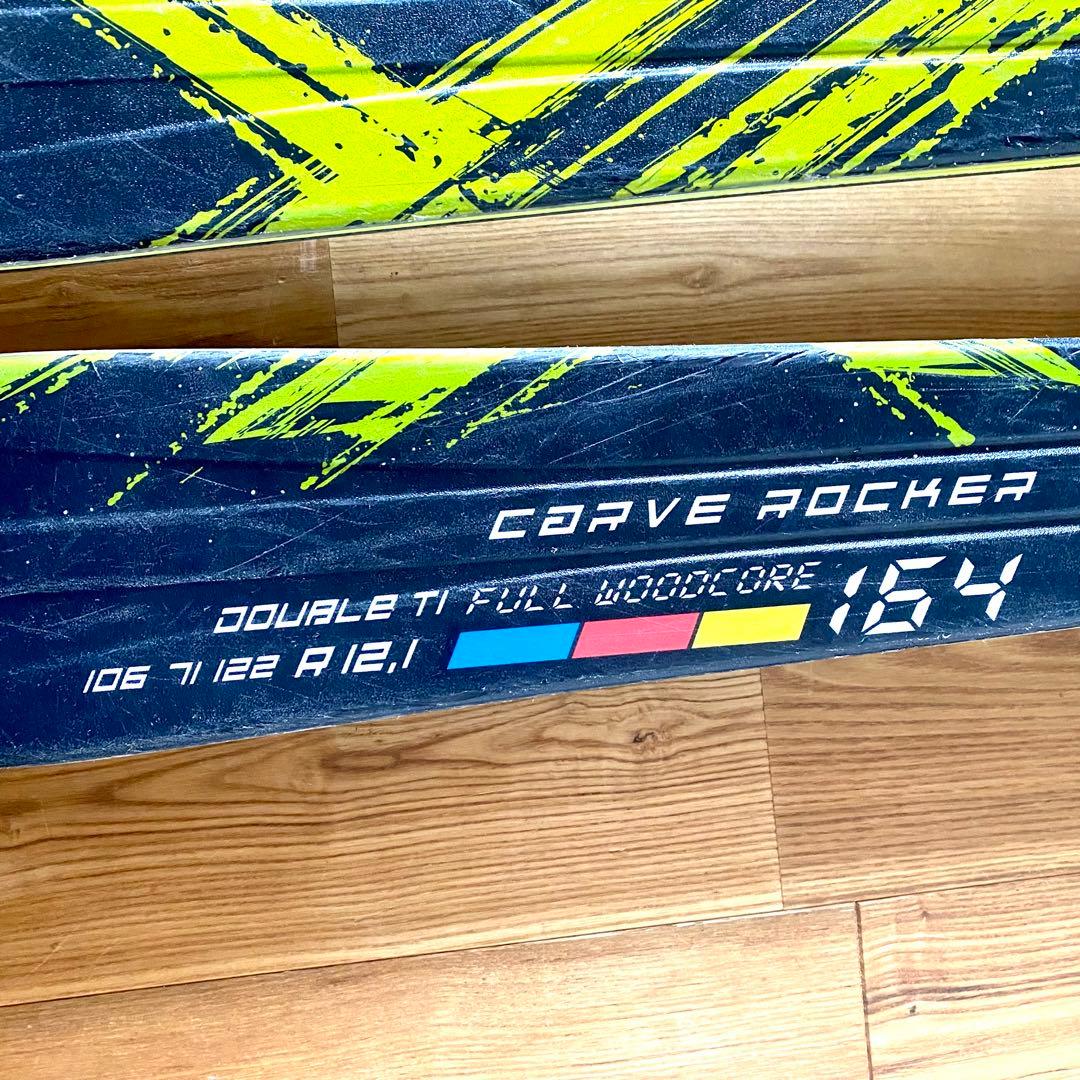 CARVE ROCKER
DOUBLE TI FULL WOODCORE 164
106 71 122 R 12,1